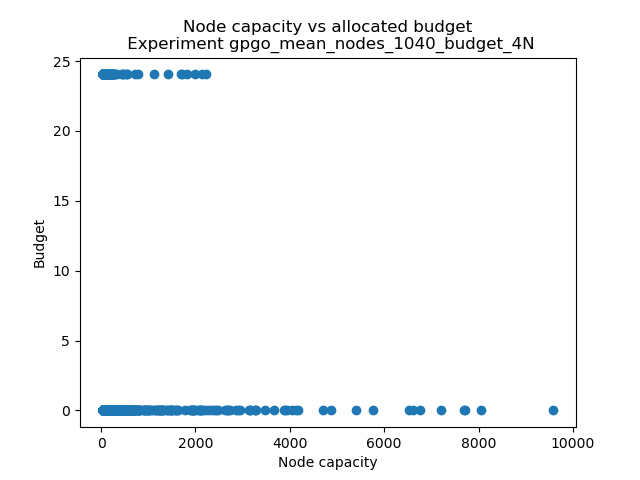 Node capacity vs allocated budget
Experiment gpgo_mean_nodes_1040_budget_4N
25
20
15
10
5
0
Budget
0 2000 4000 6000 8000 10000
Node capacity